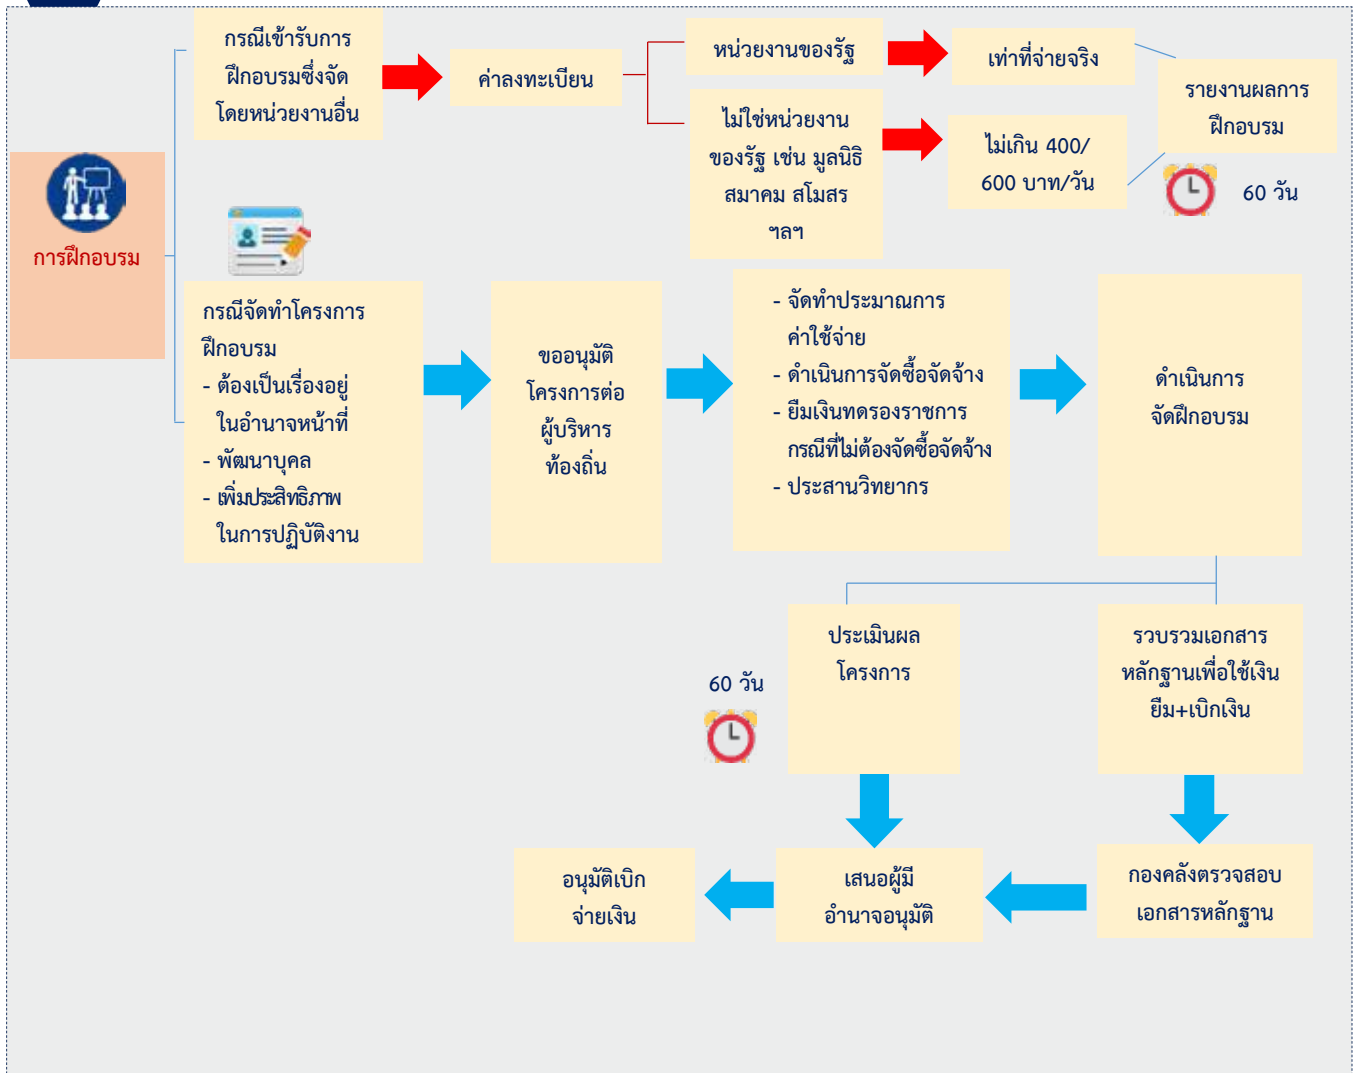 การฝึกอบรม
กรณีเข้ารับการ
ฝึกอบรมซึ่งจัด
โดยหน่วยงานอื่น
ค่าลงทะเบียน
หน่วยงานของรัฐ
เท่าที่จ่ายจริง
ไม่ใช่หน่วยงาน
ของรัฐ เช่น มูลนิธิ
สมาคม สโมสร
ฯลฯ
ไม่เกิน 400/
600 บาท/วัน
รายงานผลการ
ฝึกอบรม
60 วัน
กรณีจัดทำโครงการ
ฝึกอบรม
- ต้องเป็นเรื่องอยู่
ในอำนาจหน้าที่
- พัฒนาบุคล
- เพิ่มประสิทธิภาพ
ในการปฏิบัติงาน
ขออนุมัติ
โครงการต่อ
ผู้บริหาร
ท้องถิ่น
- จัดทำประมาณการ
ค่าใช้จ่าย
- ดำเนินการจัดซื้อจัดจ้าง
- ยืมเงินทดรองราชการ
กรณีที่ไม่ต้องจัดซื้อจัดจ้าง
- ประสานวิทยากร
ดำเนินการ
จัดฝึกอบรม
ประเมินผล
โครงการ
60 วัน
รวบรวมเอกสาร
หลักฐานเพื่อใช้เงิน
ยืม+เบิกเงิน
กองคลังตรวจสอบ
เอกสารหลักฐาน
เสนอผู้มี
อำนาจอนุมัติ
อนุมัติเบิก
จ่ายเงิน